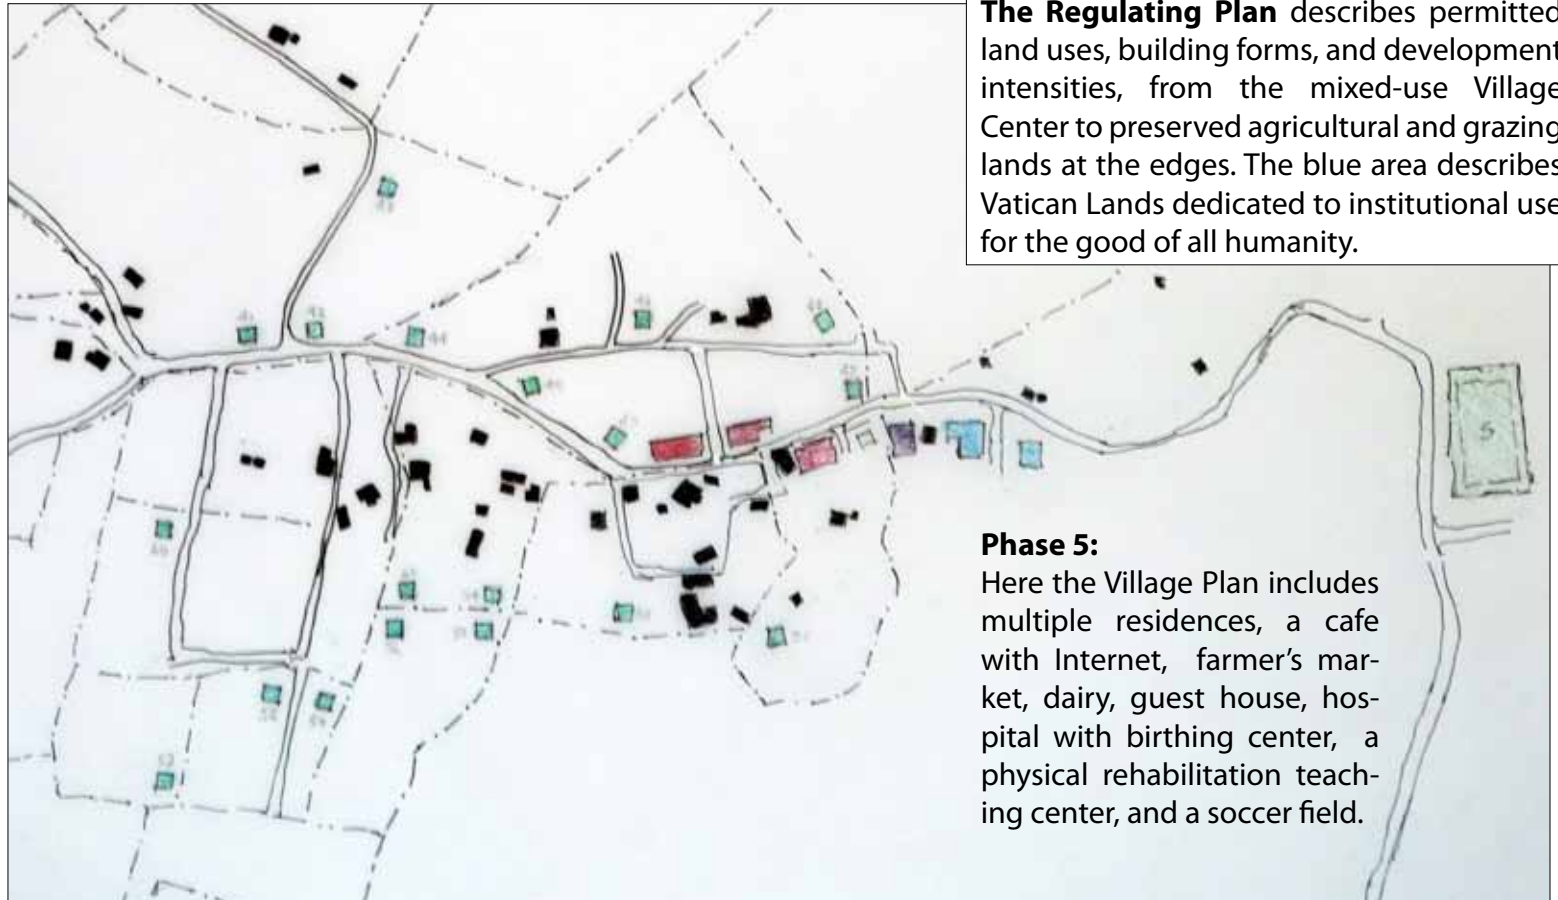 The Regulating Plan describes permitted
land uses, building forms, and development
intensities, from the mixed-use Village
Center to preserved agricultural and grazing
lands at the edges. The blue area describes
Vatican Lands dedicated to institutional use
for the good of all humanity.
44
S
Phase 5:
Here the Village Plan includes
multiple residences, a cafe
with Internet, farmer's mar-
ket, dairy, guest house, hos-
pital with birthing center, a
physical rehabilitation teach-
ing center, and a soccer field.